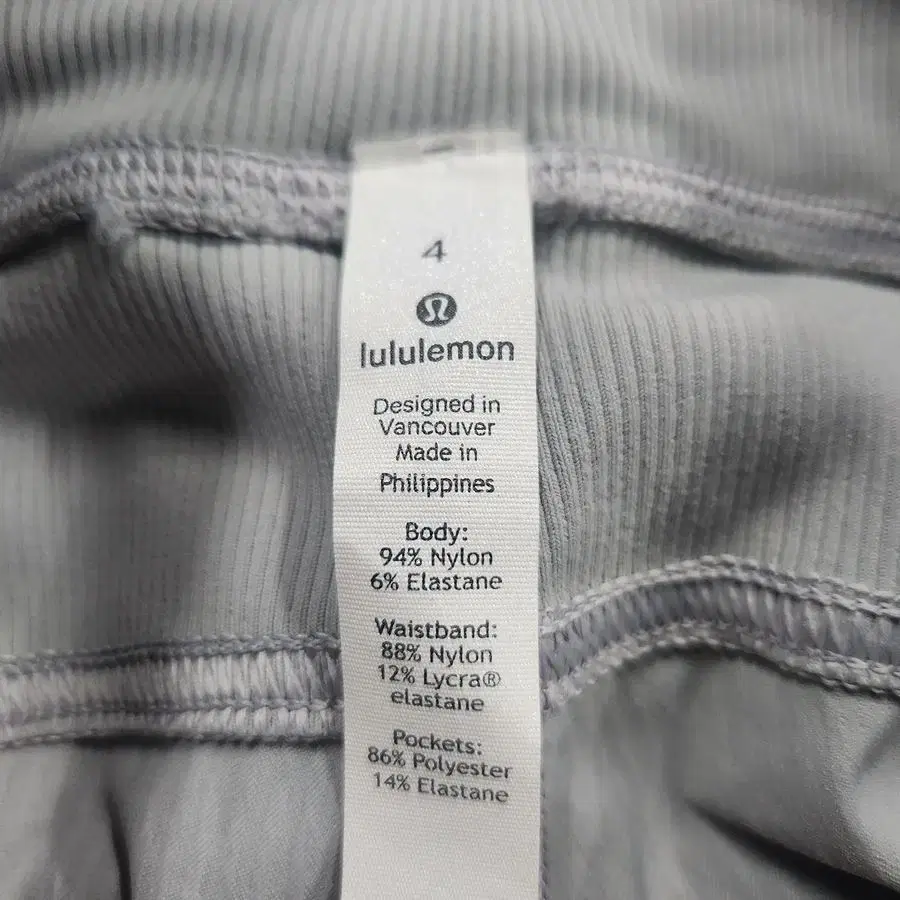 4
lululemon
Designed in
Vancouver
Made in
Philippines
Body:
94% Nylon
6% Elastane
Waistband:
88% Nylon
12% Lycra®
elastane
Pockets:
86% Polyester
14% Elastane